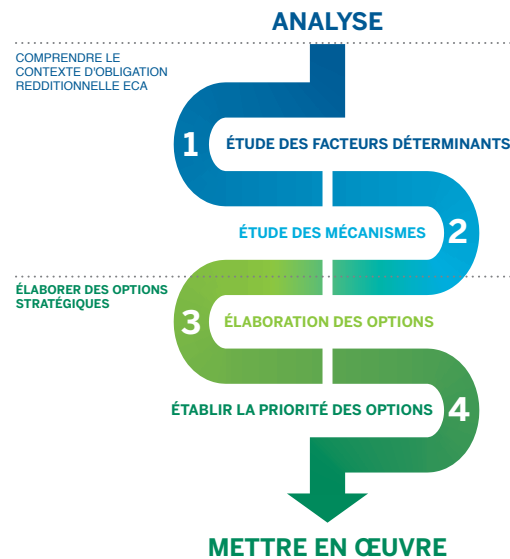 ANALYSE
COMPRENDRE LE
CONTEXTE D'OBLIGATION
REDDITIONNELLE ECA
1
ÉTUDE DES FACTEURS DÉTERMINANTS
ÉTUDE DES MÉCANISMES
2
ÉLABORER DES OPTIONS
STRATÉGIQUES
3
ÉLABORATION DES OPTIONS
ÉTABLIR LA PRIORITÉ DES OPTIONS
4
METTRE EN ŒUVRE